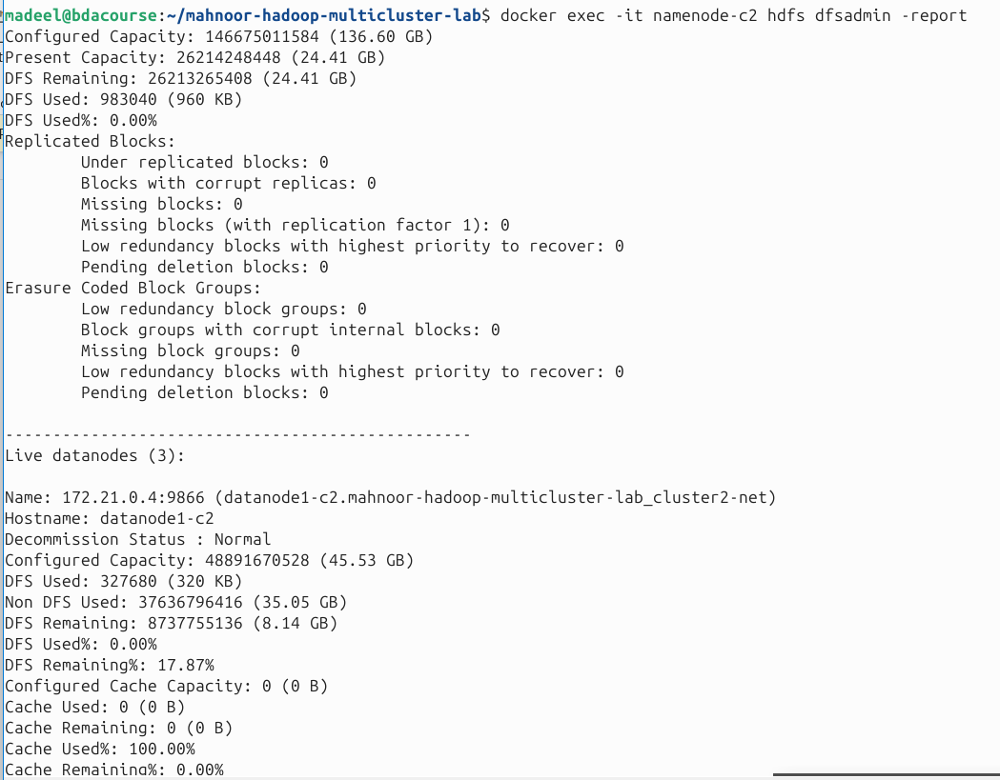 madeel@bdacourse:~/mahnoor-hadoop-multicluster-lab$ docker exec -it namenode-c2 hdfs dfsadmin -report
Configured Capacity: 146675011584 (136.60 GB)
Present Capacity: 26214248448 (24.41 GB)
DFS Remaining: 26213265408 (24.41 GB)
DFS Used: 983040 (960 KB)
DFS Used%: 0.00%
Replicated Blocks:
Under replicated blocks: 0
Blocks with corrupt replicas: 0
Missing blocks: 0
Missing blocks (with replication factor 1): 0
Low redundancy blocks with highest priority to recover: 0
Pending deletion blocks: 0
Erasure Coded Block Groups:
Low redundancy block groups: 0
Block groups with corrupt internal blocks: 0
Missing block groups: 0
Low redundancy blocks with highest priority to recover: 0
Pending deletion blocks: 0
-------------------------------------------------
Live datanodes (3):
Name: 172.21.0.4:9866 (datanode1-c2.mahnoor-hadoop-multicluster-lab_cluster2-net)
Hostname: datanode1-c2
Decommission Status : Normal
Configured Capacity: 48891670528 (45.53 GB)
DFS Used: 327680 (320 KB)
Non DFS Used: 37636796416 (35.05 GB)
DFS Remaining: 8737755136 (8.14 GB)
DFS Used%: 0.00%
DFS Remaining%: 17.87%
Configured Cache Capacity: 0 (0 B)
Cache Used: 0 (0 B)
Cache Remaining: 0 (0 B)
Cache Used%: 100.00%
Cache Remaining%: 0.00%